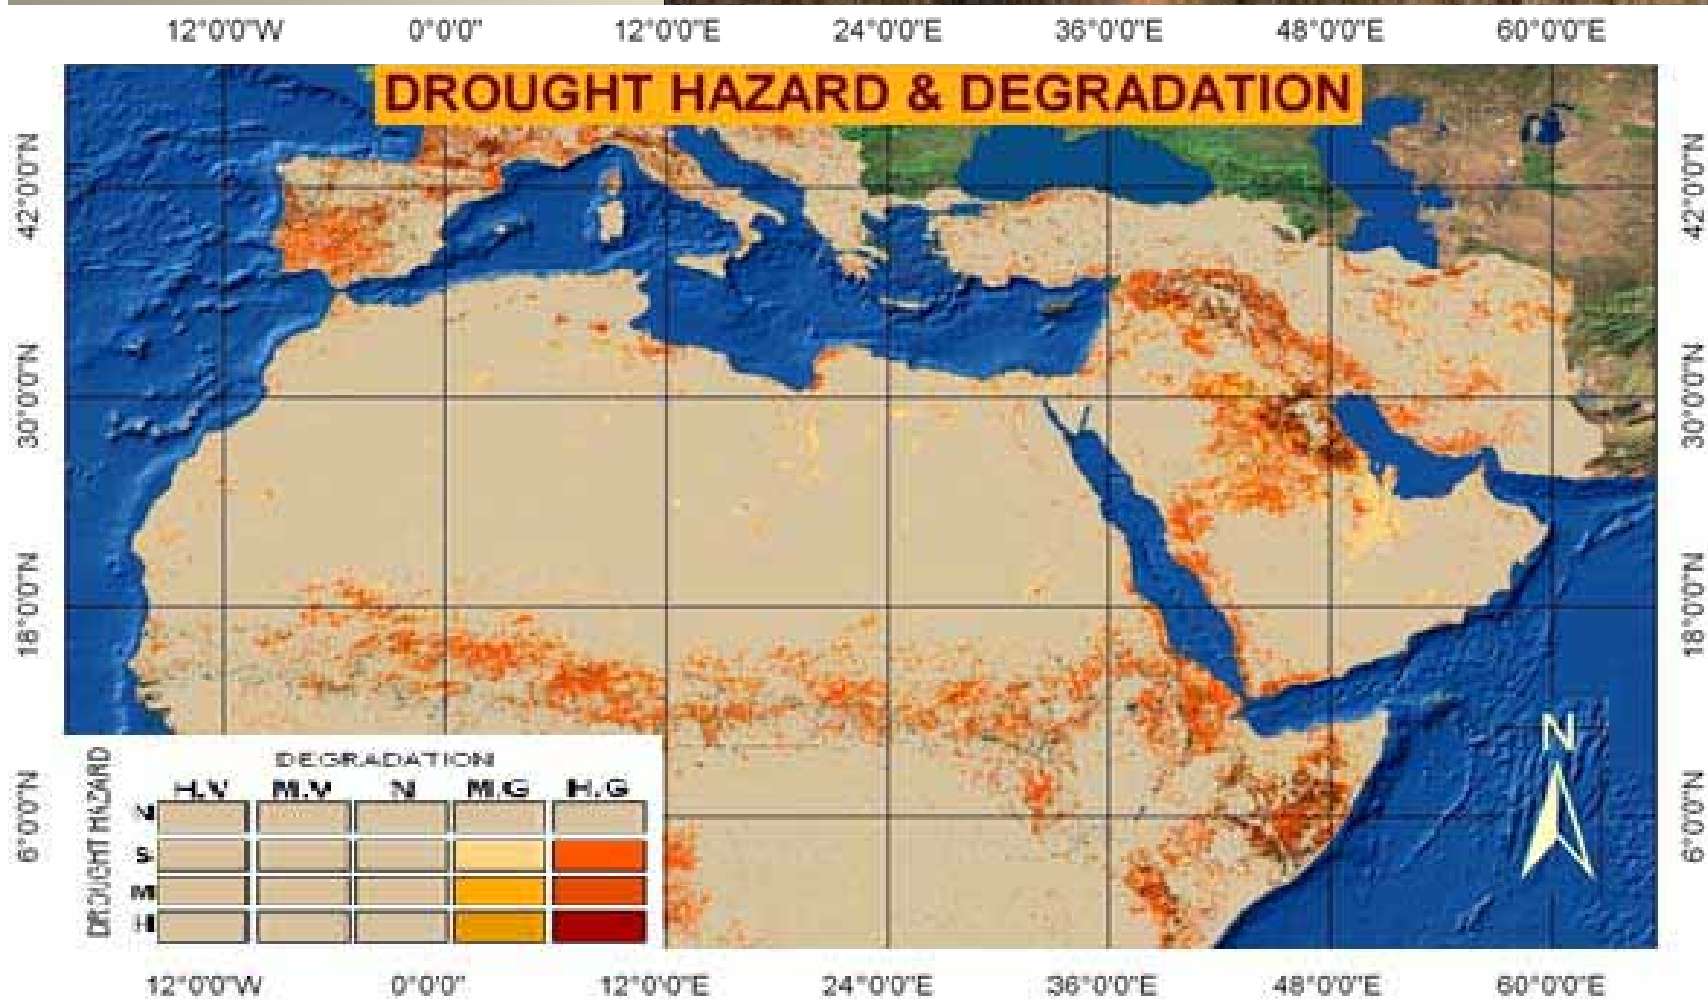 12°0'0"W 0°0'0" 12°0'0"E 24°0'0"E 36°0'0"E 48°0'0"E 60°0'0"E
DROUGHT HAZARD & DEGRADATION
42°0'0"N 42°0'0"N
30°0'0"N 30°0'0"N
18°0'0"N 18°0'0"N
6°0'0"N 6°0'0"N
N
DEGRADATION
H.V M.V N M.G H.G
DROUGHT HAZARD
N
S
M
H
12°0'0"W 0°0'0" 12°0'0"E 24°0'0"E 36°0'0"E 48°0'0"E 60°0'0"E